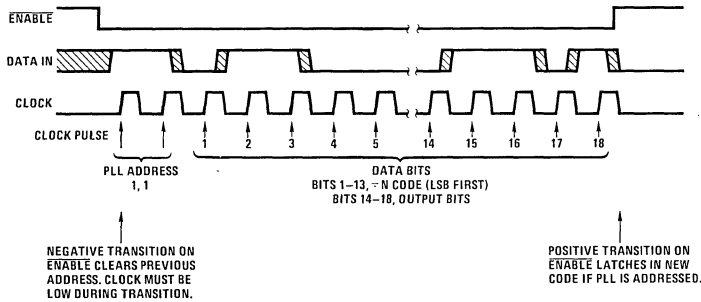 ENABLE
DATA IN
CLOCK
CLOCK PULSE
1 2 3 4 5 14 15 16 17 18
PLL ADDRESS
1, 1
DATA BITS
BITS 1–13, ÷N CODE (LSB FIRST)
BITS 14–18, OUTPUT BITS
NEGATIVE TRANSITION ON
ENABLE CLEARS PREVIOUS
ADDRESS. CLOCK MUST BE
LOW DURING TRANSITION.
POSITIVE TRANSITION ON
ENABLE LATCHES IN NEW
CODE IF PLL IS ADDRESSED.